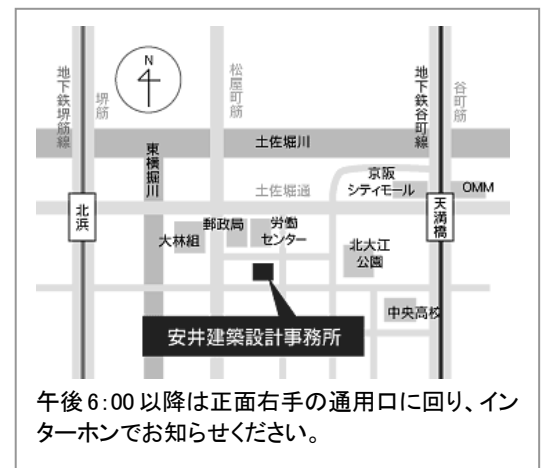 N
地下鉄堺筋線
堺筋
松屋町筋
地下鉄谷町線
谷町筋
土佐堀川
東横堀川
京阪
シティモール
OMM
土佐堀通
北浜
天満橋
郵政局
労働
センター
大林組
北大江
公園
中央高校
安井建築設計事務所
午後6:00以降は正面右手の通用口に回り、イン
ターホンでお知らせください。